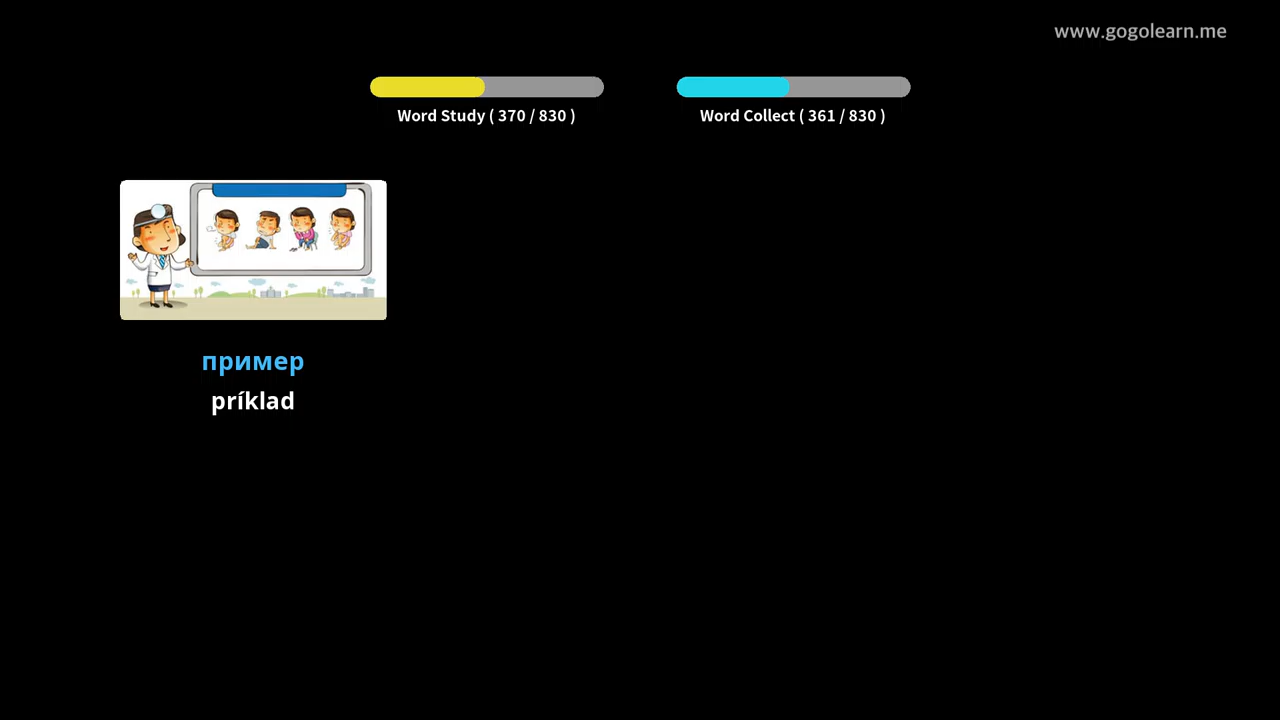 www.gogolearn.me
Word Study ( 370 / 830 )
Word Collect ( 361 / 830 )
пример
príklad